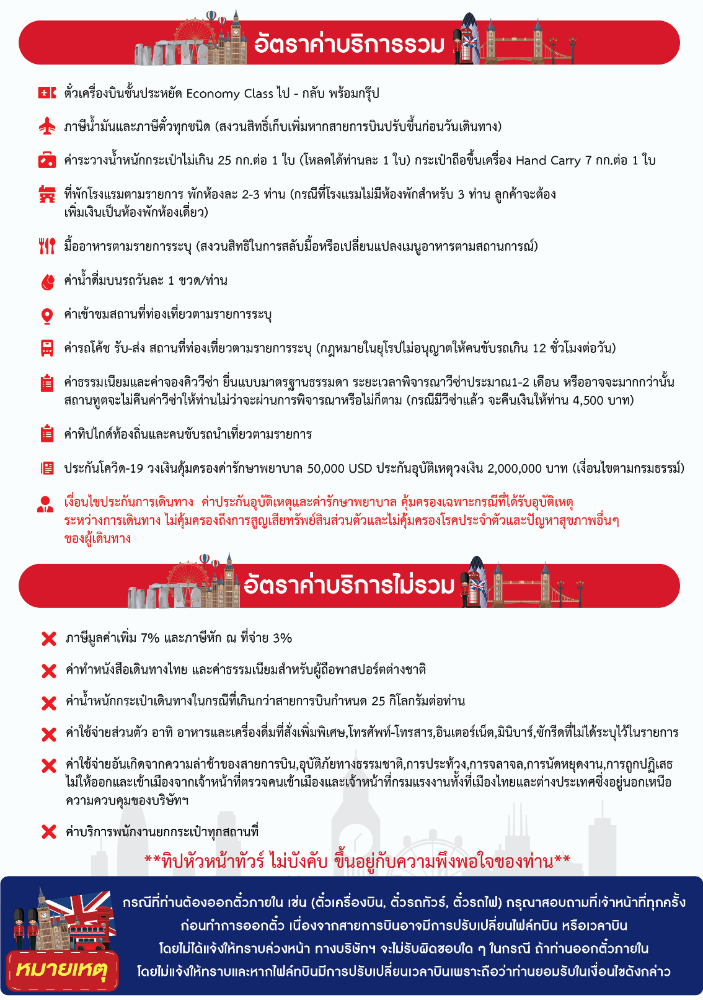 อัตราค่าบริการรวม
ตั๋วเครื่องบินชั้นประหยัด Economy Class ไป - กลับ พร้อมกรุ๊ป
ภาษีน้ำมันและภาษีตั๋วทุกชนิด (สงวนสิทธิ์เก็บเพิ่มหากสายการบินปรับขึ้นก่อนวันเดินทาง)
ค่าระวางน้ำหนักกระเป๋าไม่เกิน 25 กก.ต่อ 1 ใบ (โหลดได้ท่านละ 1 ใบ) กระเป๋าถือขึ้นเครื่อง Hand Carry 7 กก.ต่อ 1 ใบ
ที่พักโรงแรมตามรายการ พักห้องละ 2-3 ท่าน (กรณีที่โรงแรมไม่มีห้องพักสำหรับ 3 ท่าน ลูกค้าจะต้อง
เพิ่มเงินเป็นห้องพักห้องเดี่ยว)
มื้ออาหารตามรายการระบุ (สงวนสิทธิในการสลับมื้อหรือเปลี่ยนแปลงเมนูอาหารตามสถานการณ์)
ค่าน้ำดื่มบนรถวันละ 1 ขวด/ท่าน
ค่าเข้าชมสถานที่ท่องเที่ยวตามรายการระบุ
ค่ารถโค้ช รับ-ส่ง สถานที่ท่องเที่ยวตามรายการระบุ (กฎหมายในยุโรปไม่อนุญาตให้คนขับรถเกิน 12 ชั่วโมงต่อวัน)
ค่าธรรมเนียมและค่าจองคิววีซ่า ยื่นแบบมาตรฐานธรรมดา ระยะเวลาพิจารณาวีซ่าประมาณ1-2 เดือน หรืออาจจะมากกว่านั้น
สถานทูตจะไม่คืนค่าวีซ่าให้ท่านไม่ว่าจะผ่านการพิจารณาหรือไม่ก็ตาม (กรณีมีวีซ่าแล้ว จะคืนเงินให้ท่าน 4,500 บาท)
ค่าทิปไกด์ท้องถิ่นและคนขับรถนำเที่ยวตามรายการ
ประกันโควิด-19 วงเงินคุ้มครองค่ารักษาพยาบาล 50,000 USD ประกันอุบัติเหตุวงเงิน 2,000,000 บาท (เงื่อนไขตามกรมธรรม์)
เงื่อนไขประกันการเดินทาง ค่าประกันอุบัติเหตุและค่ารักษาพยาบาล คุ้มครองเฉพาะกรณีที่ได้รับอุบัติเหตุ
ระหว่างการเดินทาง ไม่คุ้มครองถึงการสูญเสียทรัพย์สินส่วนตัวและไม่คุ้มครองโรคประจำตัวและปัญหาสุขภาพอื่นๆ
ของผู้เดินทาง
อัตราค่าบริการไม่รวม
ภาษีมูลค่าเพิ่ม 7% และภาษีหัก ณ ที่จ่าย 3%
ค่าทำหนังสือเดินทางไทย และค่าธรรมเนียมสำหรับผู้ถือพาสปอร์ตต่างชาติ
ค่าน้ำหนักกระเป๋าเดินทางในกรณีที่เกินกว่าสายการบินกำหนด 25 กิโลกรัมต่อท่าน
ค่าใช้จ่ายส่วนตัว อาทิ อาหารและเครื่องดื่มที่สั่งเพิ่มพิเศษ,โทรศัพท์-โทรสาร,อินเตอร์เน็ต,มินิบาร์,ซักรีดที่ไม่ได้ระบุไว้ในรายการ
ค่าใช้จ่ายอันเกิดจากความล่าช้าของสายการบิน,อุบัติภัยทางธรรมชาติ,การประท้วง,การจลาจล,การนัดหยุดงาน,การถูกปฏิเสธ
ไม่ให้ออกและเข้าเมืองจากเจ้าหน้าที่ตรวจคนเข้าเมืองและเจ้าหน้าที่กรมแรงงานทั้งที่เมืองไทยและต่างประเทศซึ่งอยู่นอกเหนือ
ความควบคุมของบริษัทฯ
ค่าบริการพนักงานยกกระเป๋าทุกสถานที่
**ทิปหัวหน้าทัวร์ ไม่บังคับ ขึ้นอยู่กับความพึงพอใจของท่าน**
กรณีที่ท่านต้องออกตั๋วภายใน เช่น (ตั๋วเครื่องบิน, ตั๋วรถทัวร์, ตั๋วรถไฟ) กรุณาสอบถามที่เจ้าหน้าที่ทุกครั้ง
ก่อนทำการออกตั๋ว เนื่องจากสายการบินอาจมีการปรับเปลี่ยนไฟล์ทบิน หรือเวลาบิน
โดยไม่ได้แจ้งให้ทราบล่วงหน้า ทางบริษัทฯ จะไม่รับผิดชอบใด ๆ ในกรณี ถ้าท่านออกตั๋วภายใน
โดยไม่แจ้งให้ทราบและหากไฟล์ทบินมีการปรับเปลี่ยนเวลาบินเพราะถือว่าท่านยอมรับในเงื่อนไขดังกล่าว
หมายเหตุ